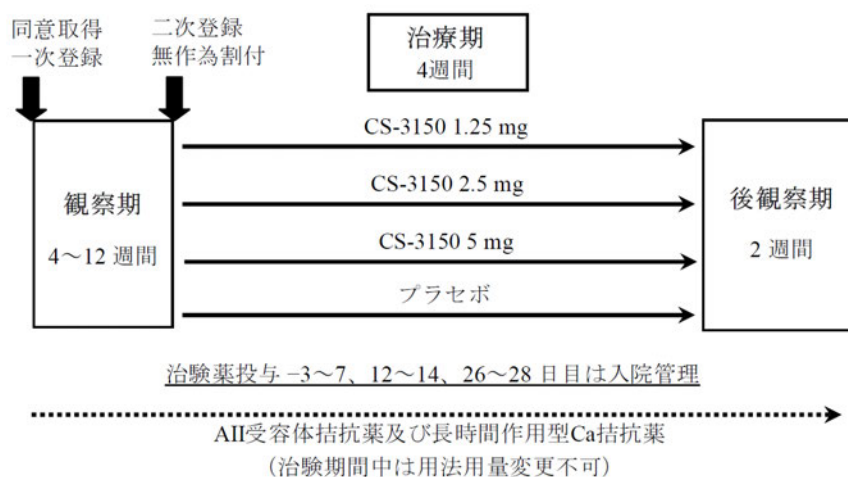 同意取得
一次登録
二次登録
無作為割付
治療期
4週間
観察期
4～12 週間
CS-3150 1.25 mg
CS-3150 2.5 mg
CS-3150 5 mg
プラセボ
後観察期
2 週間
治験薬投与 −3～7、12～14、26～28 日目は入院管理
AII受容体拮抗薬及び長時間作用型Ca拮抗薬
（治験期間中は用法用量変更不可）